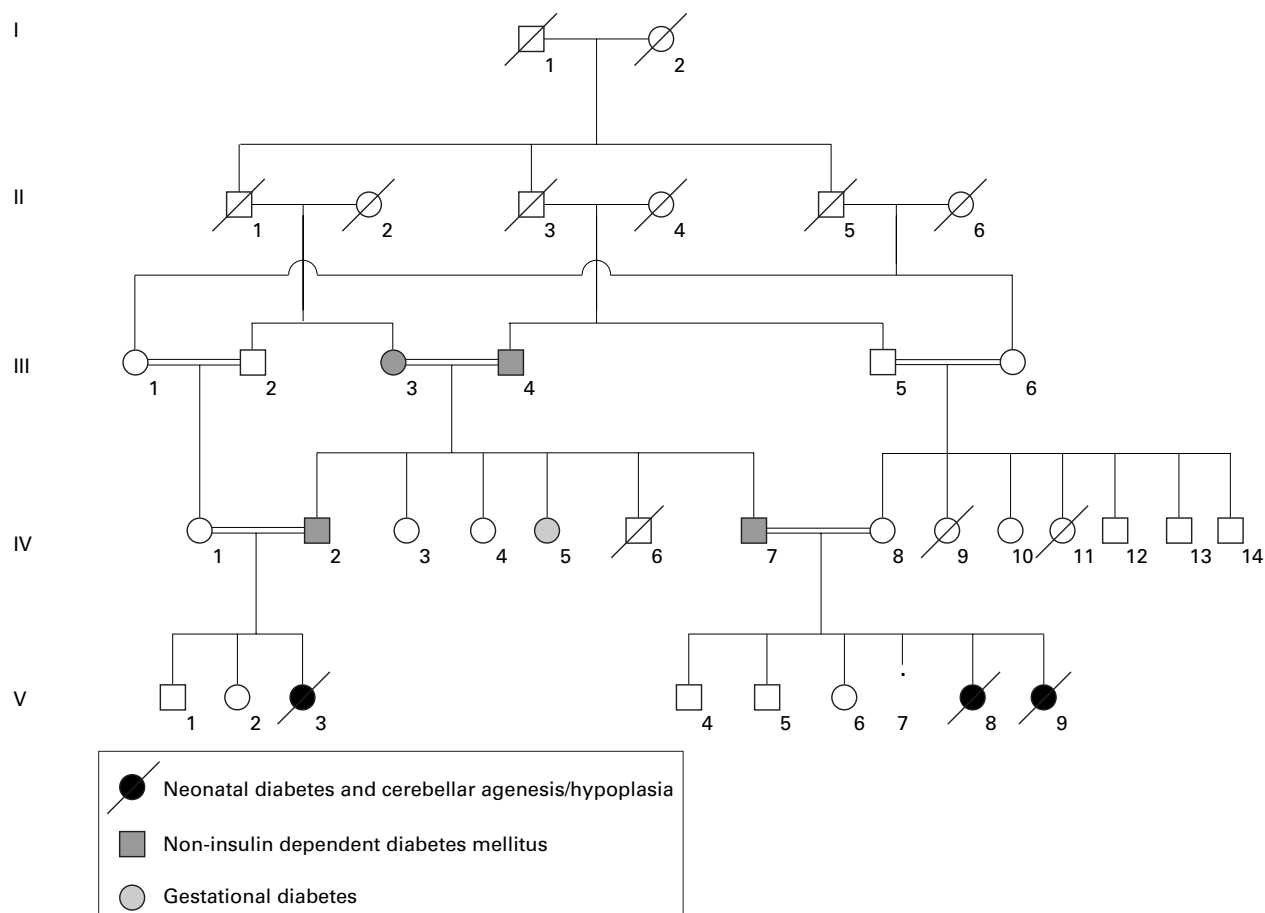 I
1 2
II
1 2 3 4 5 6
III
1 2 3 4 5 6
IV
1 2 3 4 5 6 7 8 9 10 11 12 13 14
V
1 2 3 4 5 6 7 8 9
Neonatal diabetes and cerebellar agenesis/hypoplasia
Non-insulin dependent diabetes mellitus
Gestational diabetes